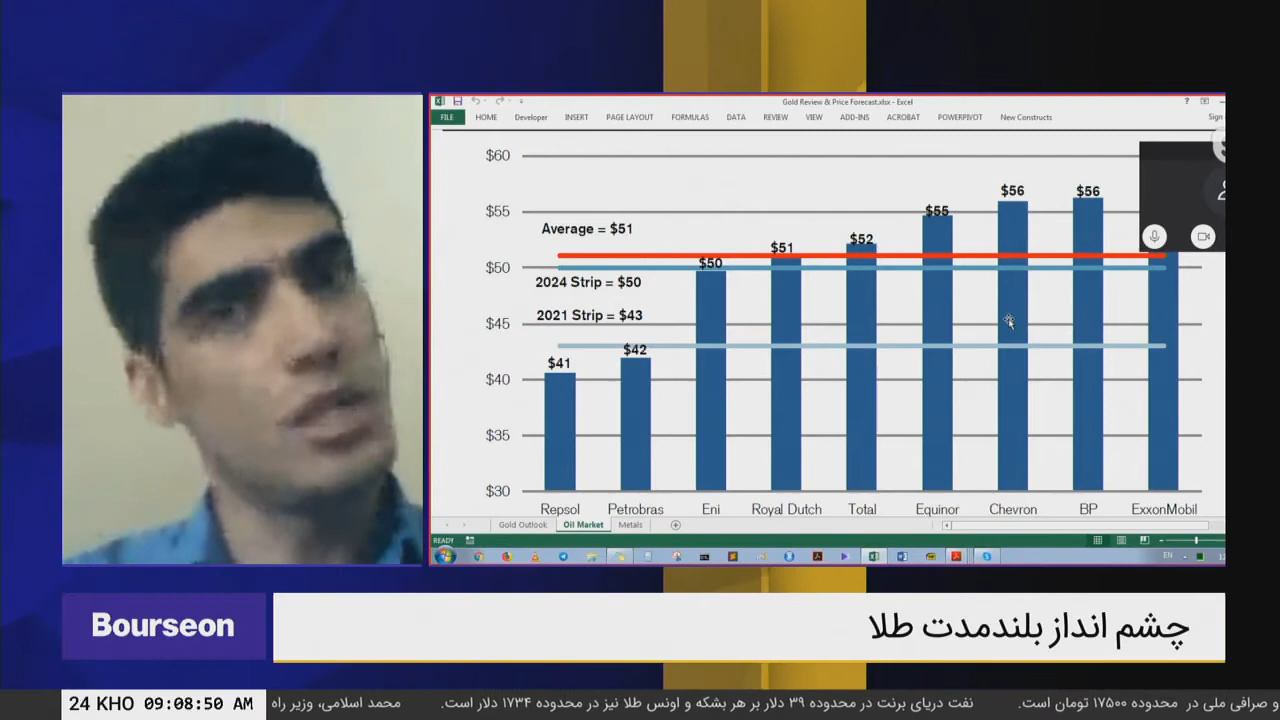 Gold Review & Price Forecast.xlsx - Excel
?
FILE HOME Developer INSERT PAGE LAYOUT FORMULAS DATA REVIEW VIEW ADD-INS ACROBAT POWERPIVOT New Constructs Sign
$60
$55
$50
$45
$40
$35
$30
Average = $51
2024 Strip = $50
2021 Strip = $43
$41 $42 $50 $51 $52 $55 $56 $56
Repsol Petrobras Eni Royal Dutch Total Equinor Chevron BP ExxonMobil
Gold Outlook Oil Market Metals
READY
EN
Bourseon
چشم انداز بلندمدت طلا
24 KHO 09:08:50 AM
و صرافی ملی در محدوده ۱۷۵۰۰ تومان است. نفت دریای برنت در محدوده ۳۹ دلار بر هر بشکه و اونس طلا نیز در محدوده ۱۷۳۴ دلار است. محمد اسلامی، وزیر راه